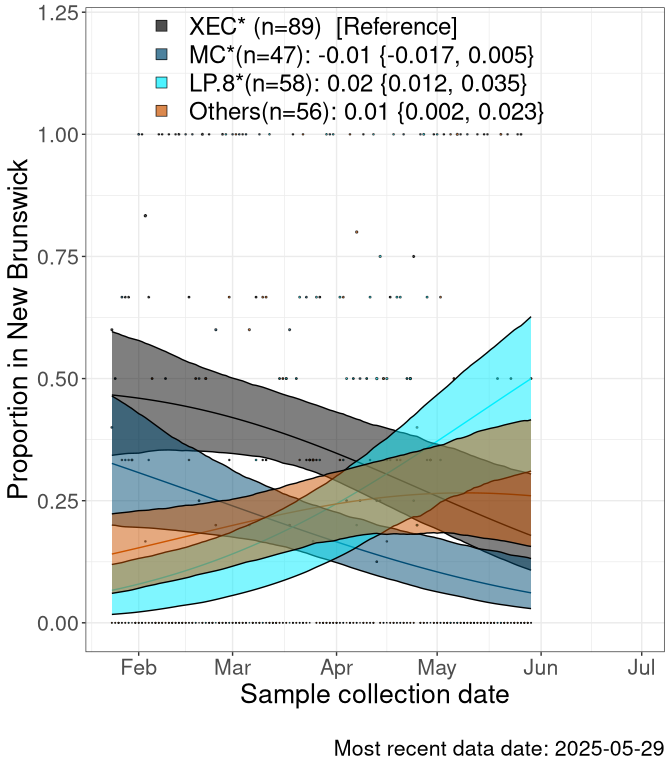 XEC* (n=89)  [Reference]
MC*(n=47): -0.01 {-0.017, 0.005}
LP.8*(n=58): 0.02 {0.012, 0.035}
Others(n=56): 0.01 {0.002, 0.023}
Proportion in New Brunswick
1.25
1.00
0.75
0.50
0.25
0.00
Feb Mar Apr May Jun Jul
Sample collection date
Most recent data date: 2025-05-29